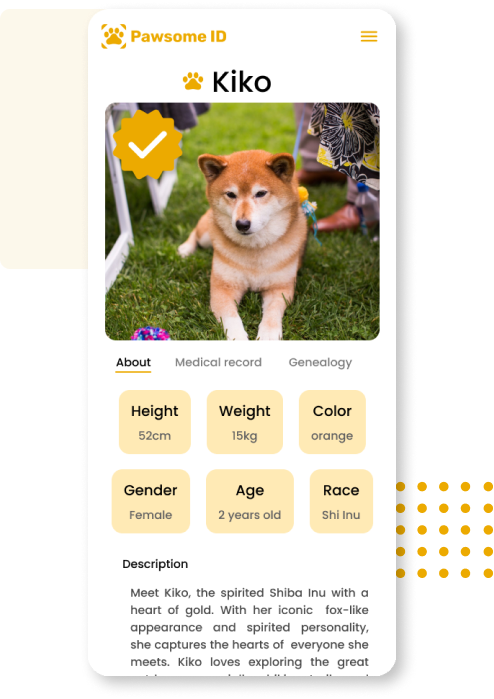 Pawsome ID
Kiko
About Medical record Genealogy
Height Weight Color
52cm 15kg orange
Gender Age Race
Female 2 years old Shi Inu
Description
Meet Kiko, the spirited Shiba Inu with a
heart of gold. With her iconic fox-like
appearance and spirited personality,
she captures the hearts of everyone she
meets. Kiko loves exploring the great